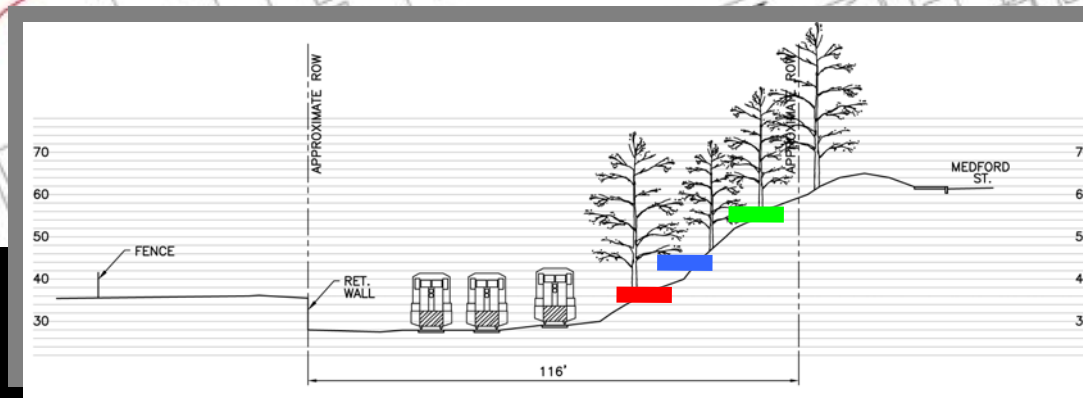 APPROXIMATE ROW
APPROXIMATE ROW
70
60
50
40
30
7
6
5
4
3
MEDFORD
ST.
FENCE
RET.
WALL
116'